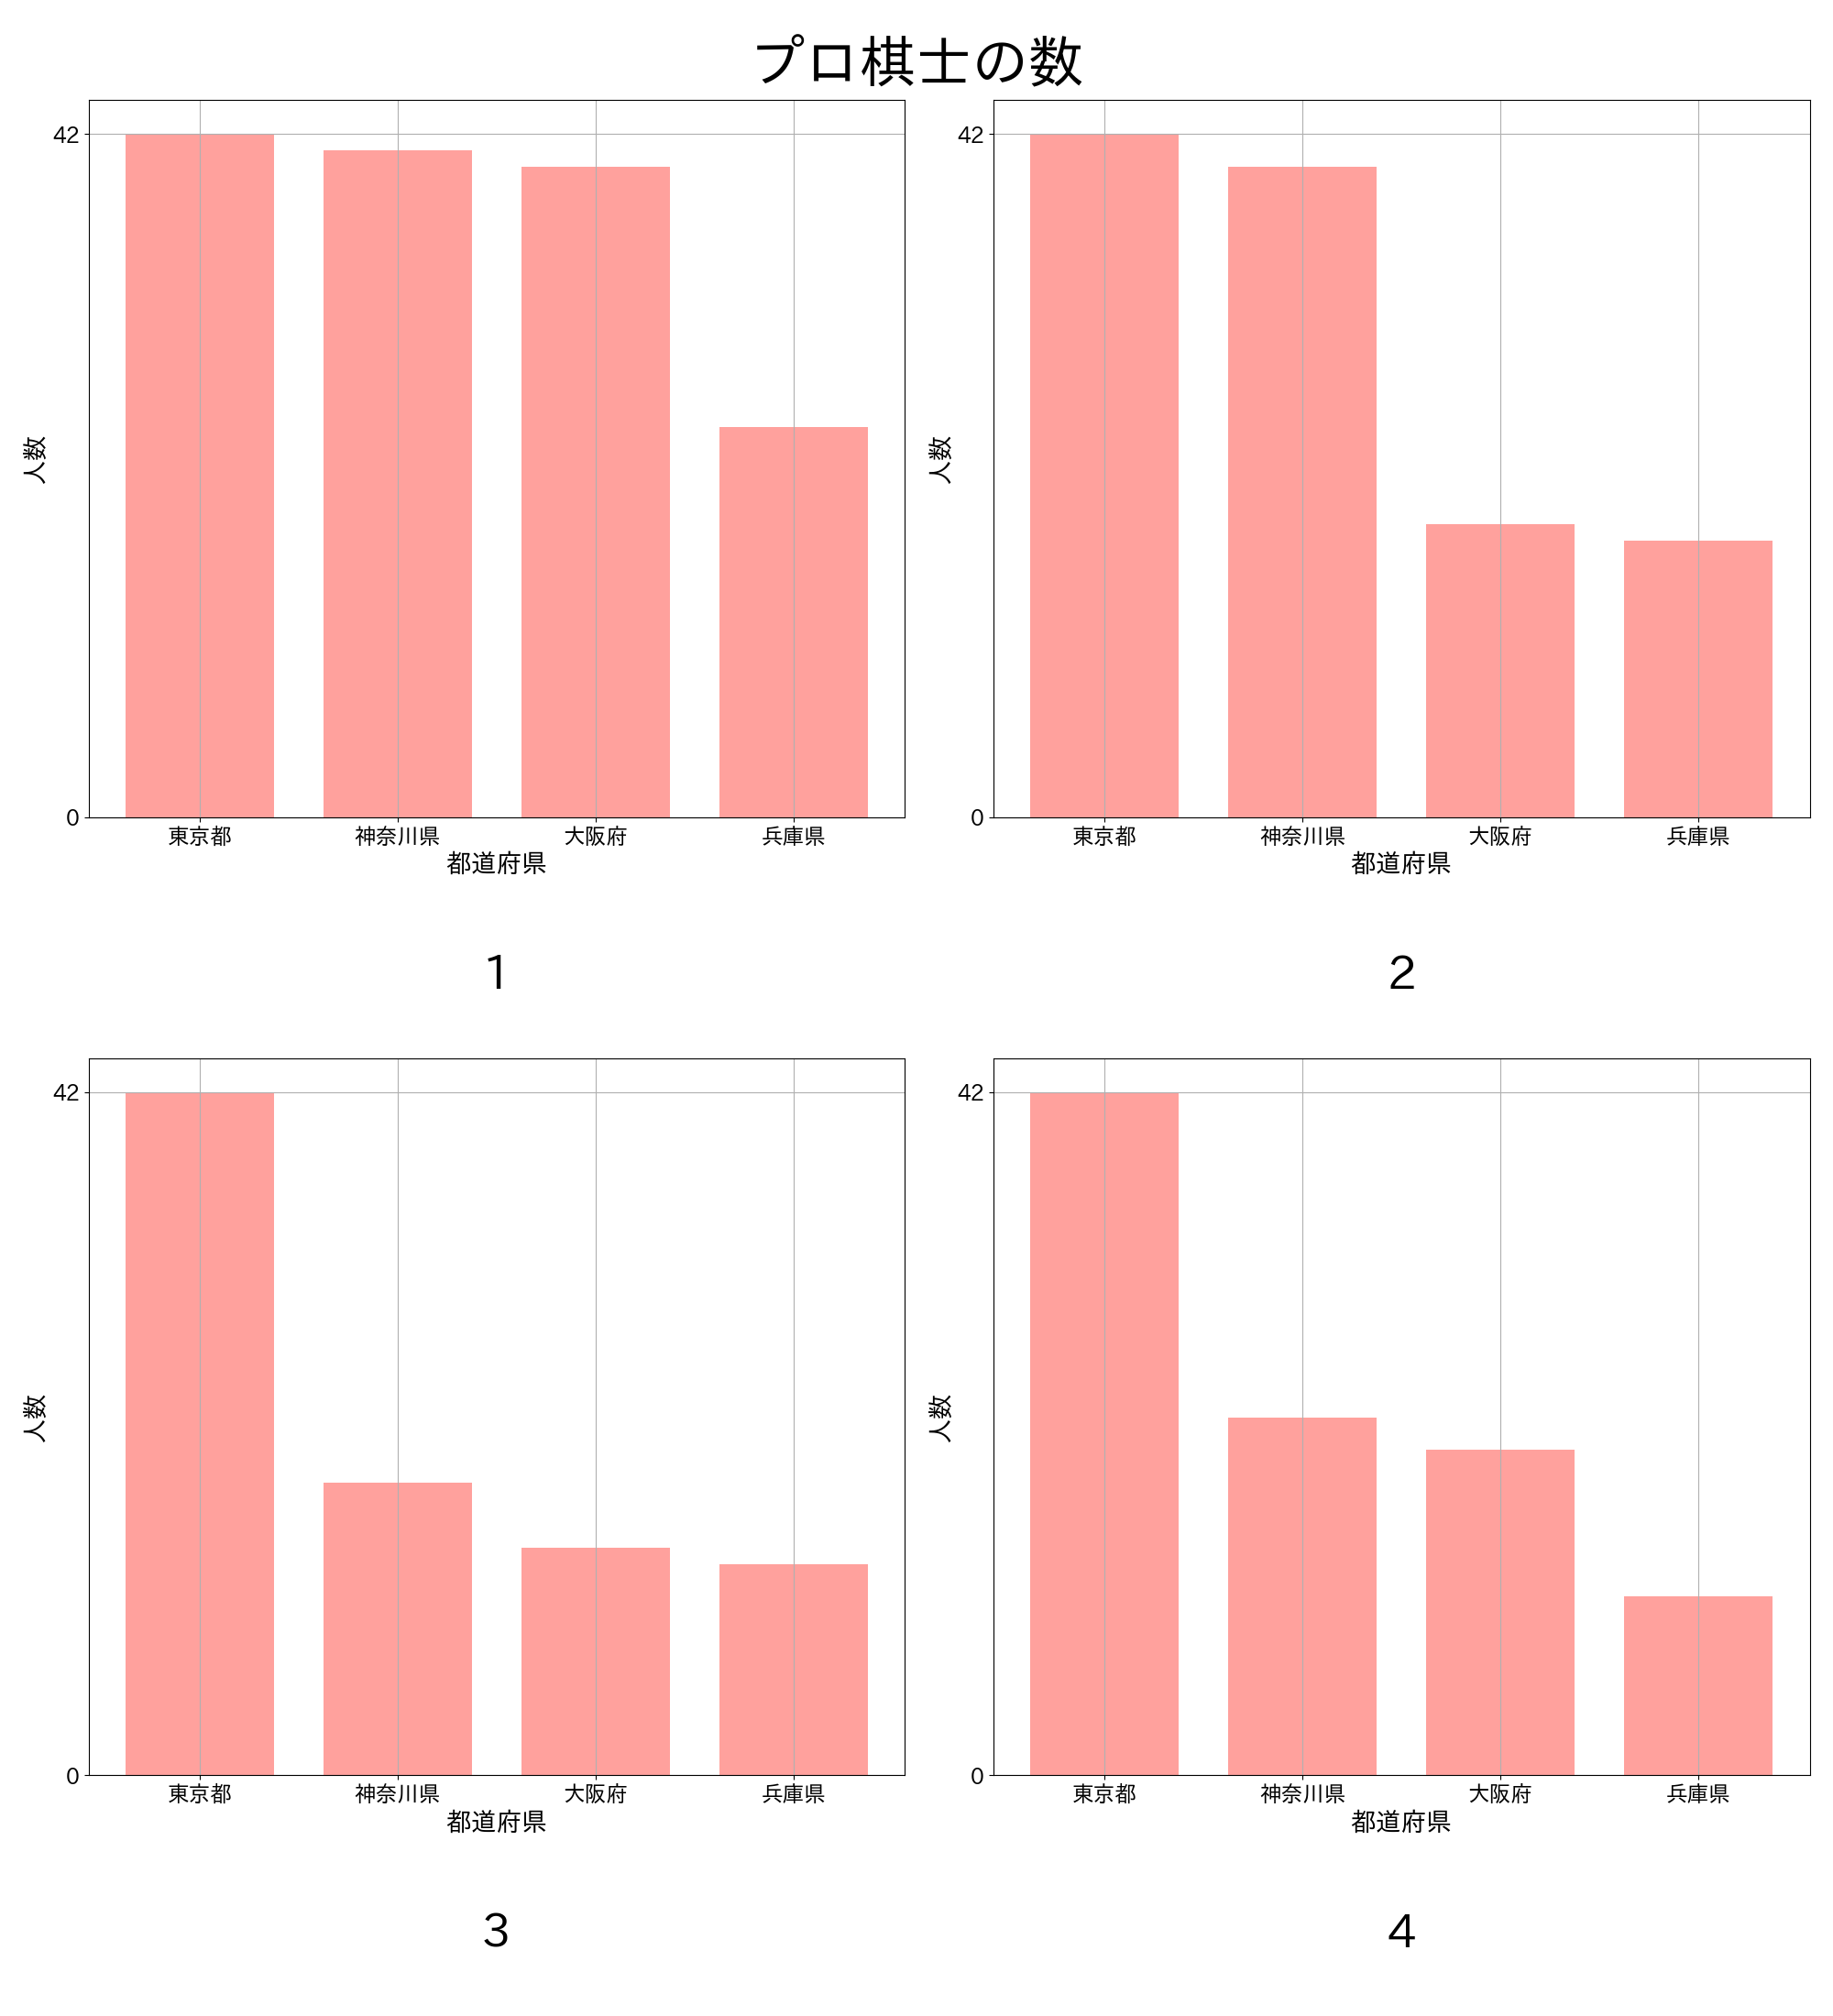 プロ棋士の数
42
人数
0
東京都 神奈川県 大阪府 兵庫県
都道府県
1
42
人数
0
東京都 神奈川県 大阪府 兵庫県
都道府県
2
42
人数
0
東京都 神奈川県 大阪府 兵庫県
都道府県
3
42
人数
0
東京都 神奈川県 大阪府 兵庫県
都道府県
4